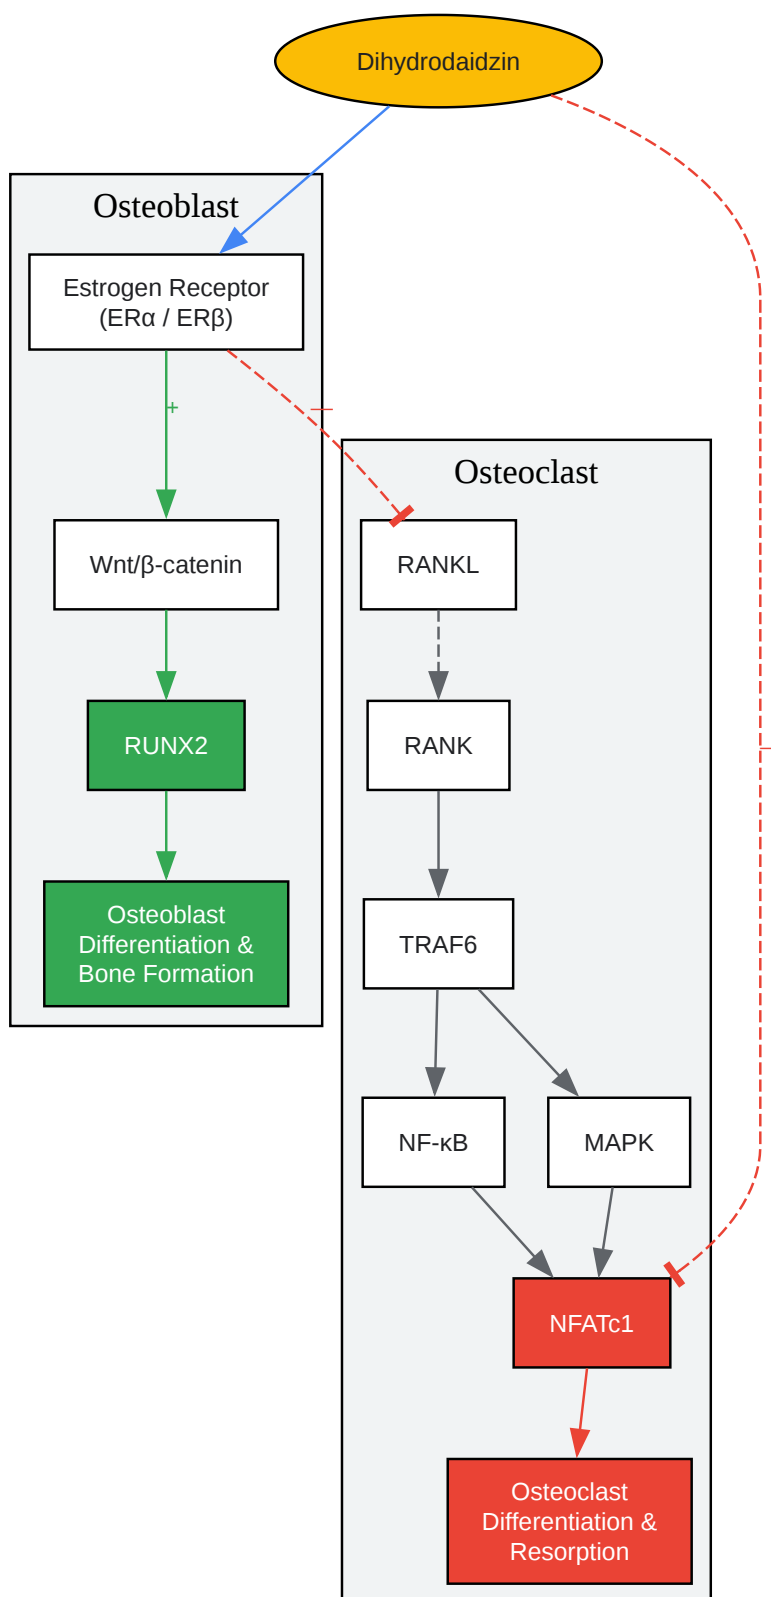 Dihydrodaidzin
Osteoblast
Estrogen Receptor
(ERα / ERβ)
+
—
Osteoclast
Wnt/β-catenin
RANKL
RUNX2
RANK
—
Osteoblast
Differentiation &
Bone Formation
TRAF6
NF-κB
MAPK
NFATc1
Osteoclast
Differentiation &
Resorption